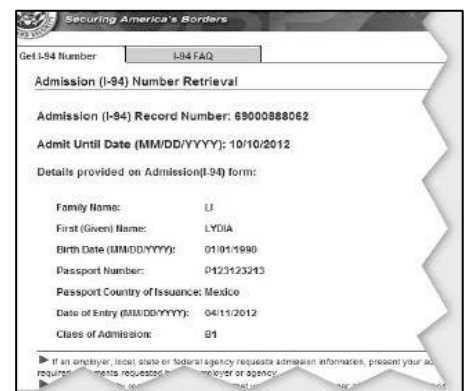 Securing America's Borders
Get I-94 Number I-94 FAQ
Admission (I-94) Number Retrieval
Admission (I-94) Record Number: 69000888062
Admit Until Date (MM/DD/YYYY): 10/10/2012
Details provided on Admission(I-94) form:
Family Name: LI
First (Given) Name: LYDIA
Birth Date (MM/DD/YYYY): 01/01/1990
Passport Number: P123123213
Passport Country of Issuance: Mexico
Date of Entry (MM/DD/YYYY): 04/11/2012
Class of Admission: B1
If an employer, local, state or federal agency requests admission information, present your
required requested employer or agency.